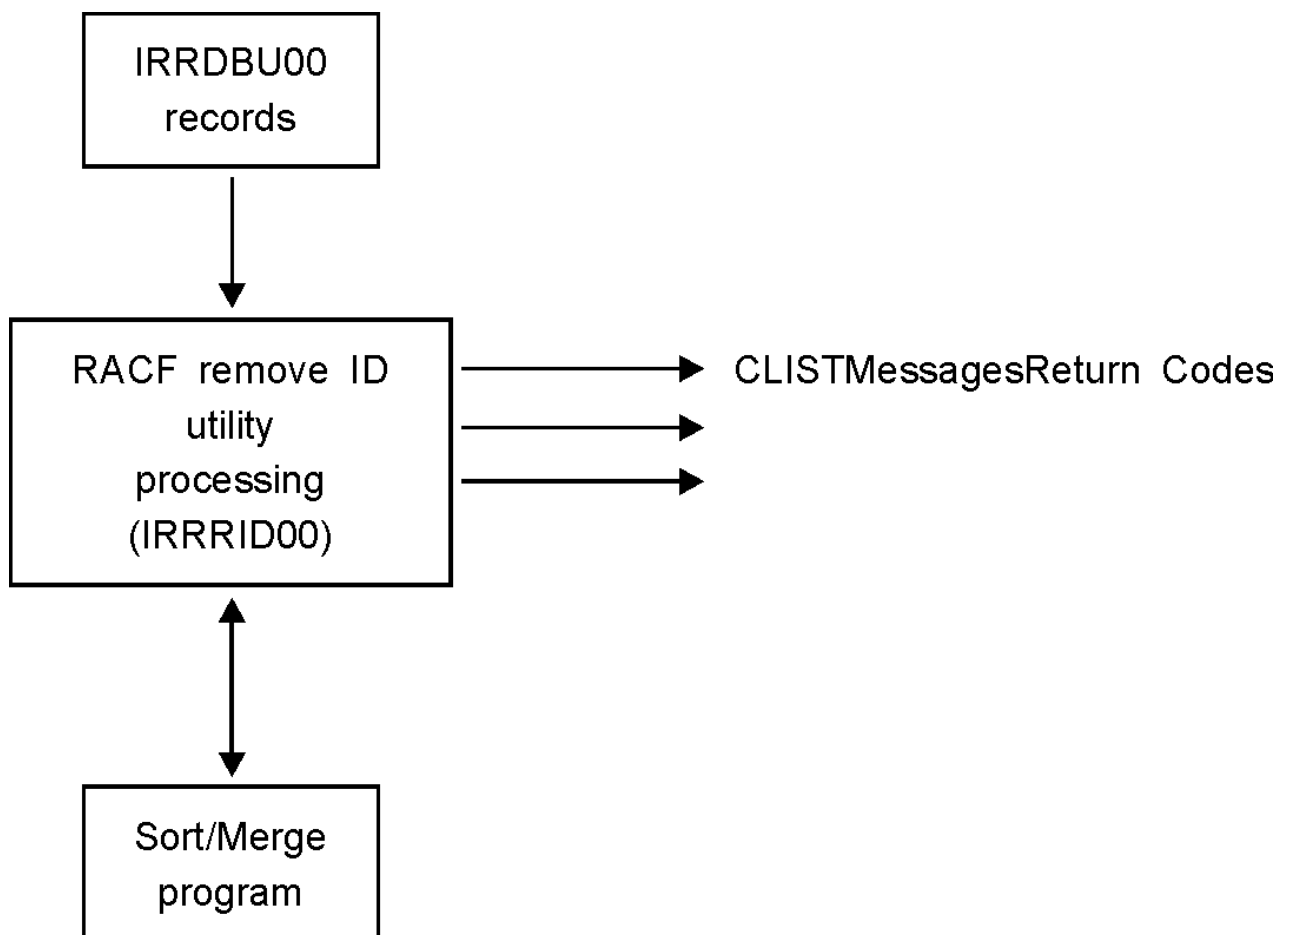 IRRDBU00
records
RACF remove ID
utility
processing
(IRRRID00)
CLISTMessagesReturn Codes
Sort/Merge
program